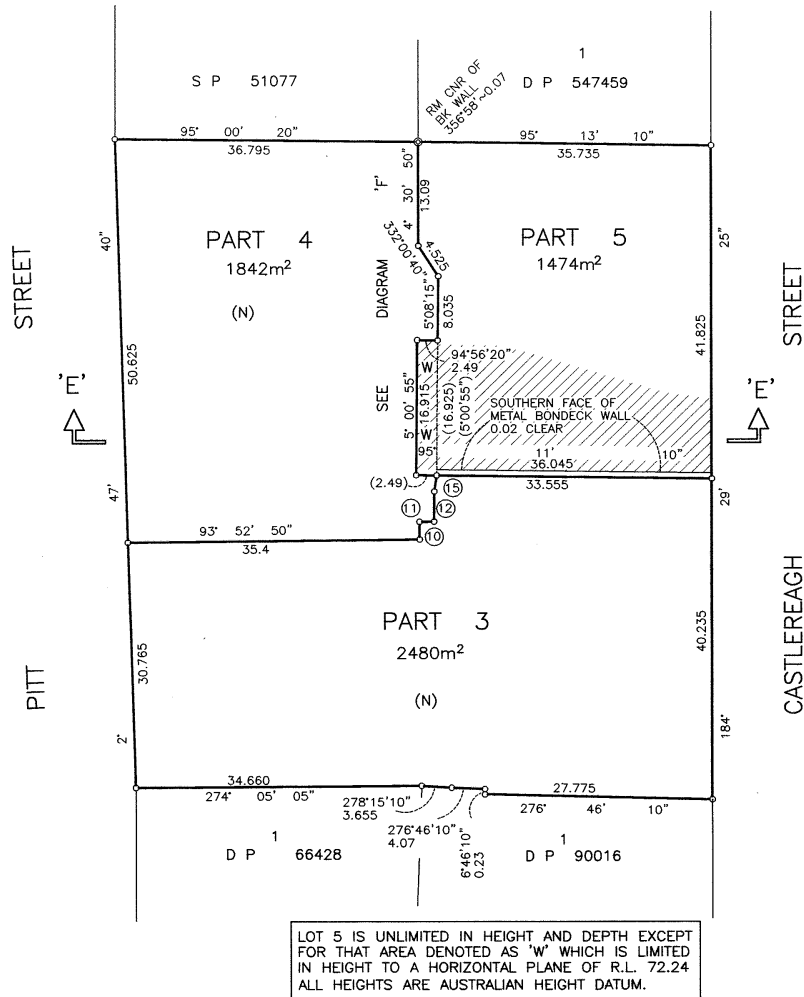 1
S P 51077
D P 547459
RM CNR OF
BK WALL
356°58'~0.07
95° 00' 20"
36.795
95° 13' 10"
35.735
4° 30' 50"
13.09
'F'
DIAGRAM
SEE
PART 4
1842m²
(N)
332°00'40"
4.525
PART 5
1474m²
5°08'15"
8.035
STREET
STREET
40"
25"
50.625
41.825
'E'
'E'
94°56'20"
2.49
W
W
5° 00' 55"
16.915
(16.925)
(5°00'55")
SOUTHERN FACE OF
METAL BONDECK WALL
0.02 CLEAR
95° 11' 10"
36.045
(2.49)
33.555
15
11
12
10
47'
29'
93° 52' 50"
35.4
PART 3
2480m²
(N)
PITT
CASTLEREAGH
30.765
40.235
2°
184°
34.660
274° 05' 05"
278°15'10"
3.655
276°46'10"
4.07
6°46'10"
0.23
27.775
276° 46' 10"
1
D P 66428
1
D P 90016
LOT 5 IS UNLIMITED IN HEIGHT AND DEPTH EXCEPT
FOR THAT AREA DENOTED AS 'W' WHICH IS LIMITED
IN HEIGHT TO A HORIZONTAL PLANE OF R.L. 72.24
ALL HEIGHTS ARE AUSTRALIAN HEIGHT DATUM.